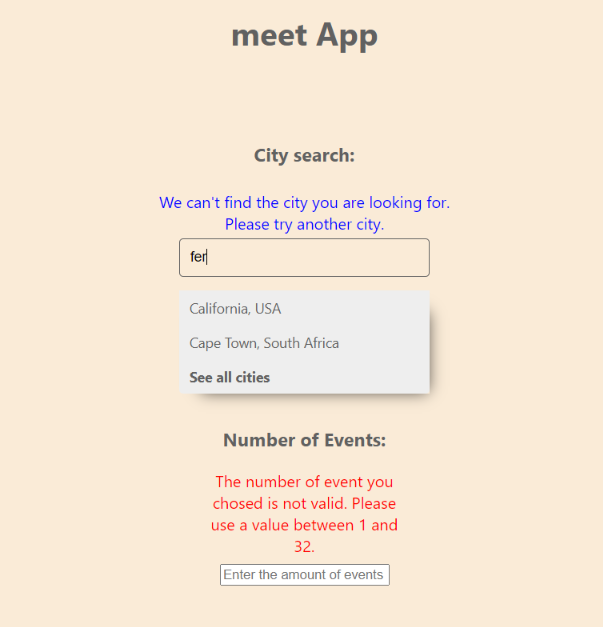 meet App
City search:
We can't find the city you are looking for.
Please try another city.
fer
California, USA
Cape Town, South Africa
See all cities
Number of Events:
The number of event you
chosed is not valid. Please
use a value between 1 and
32.
Enter the amount of events